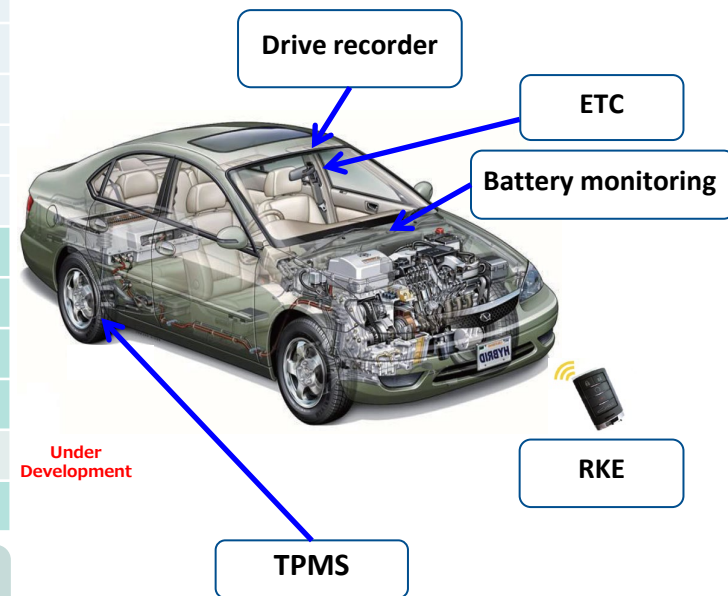 Drive recorder
ETC
Battery monitoring
HYBRID
RKE
Under
Development
TPMS